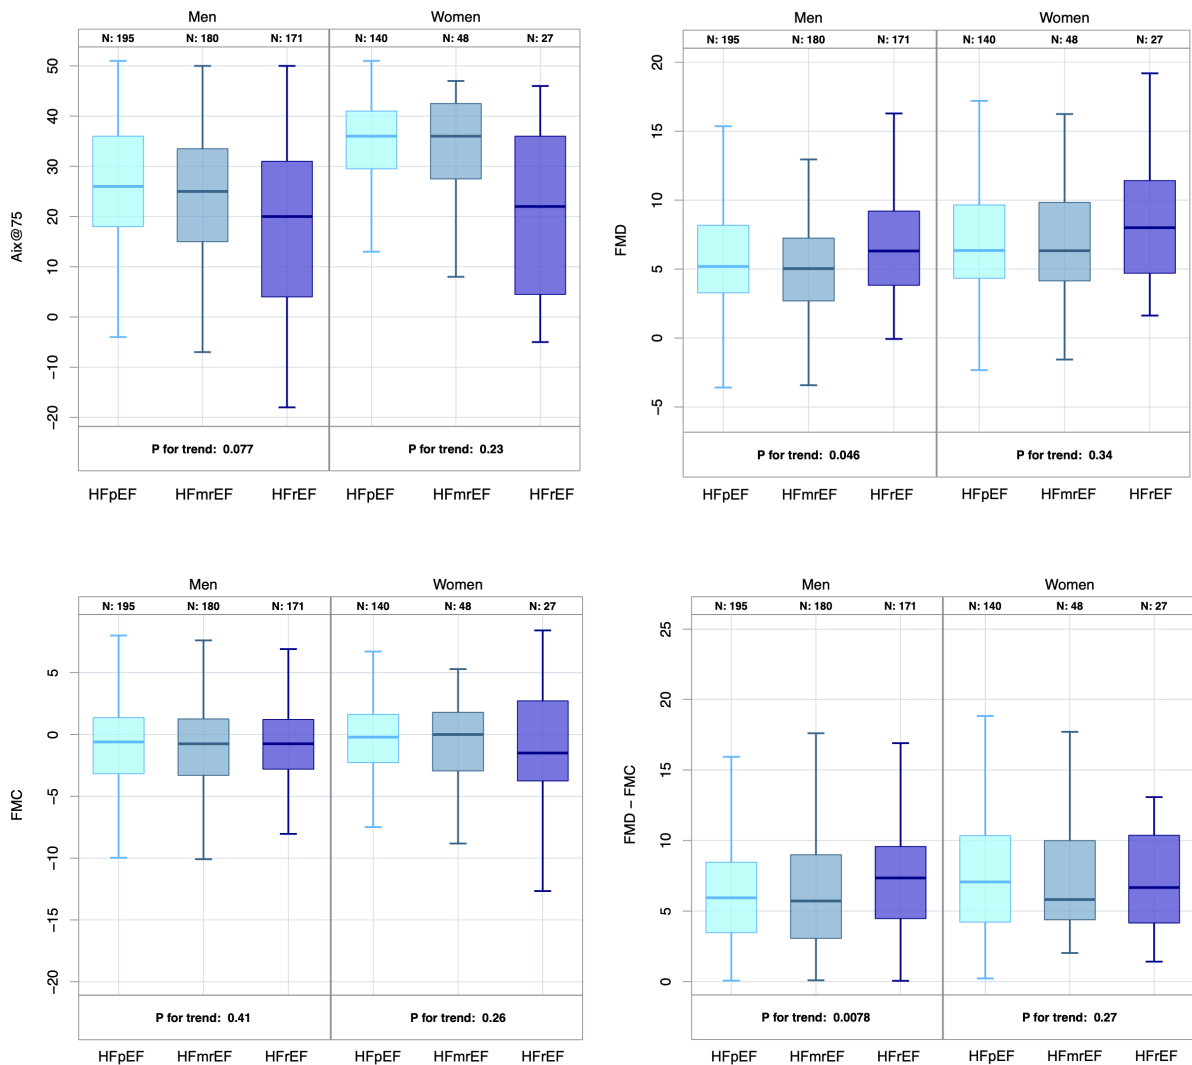 Men Women
N: 195 N: 180 N: 171 N: 140 N: 48 N: 27
Aix@75
50
40
30
20
10
0
−10
−20
P for trend: 0.077 P for trend: 0.23
HFpEF HFmrEF HFrEF HFpEF HFmrEF HFrEF
Men Women
N: 195 N: 180 N: 171 N: 140 N: 48 N: 27
FMD
20
15
10
5
0
−5
P for trend: 0.046 P for trend: 0.34
HFpEF HFmrEF HFrEF HFpEF HFmrEF HFrEF
Men Women
N: 195 N: 180 N: 171 N: 140 N: 48 N: 27
FMC
5
0
−5
−10
−15
−20
P for trend: 0.41 P for trend: 0.26
HFpEF HFmrEF HFrEF HFpEF HFmrEF HFrEF
Men Women
N: 195 N: 180 N: 171 N: 140 N: 48 N: 27
FMD − FMC
25
20
15
10
5
0
P for trend: 0.0078 P for trend: 0.27
HFpEF HFmrEF HFrEF HFpEF HFmrEF HFrEF